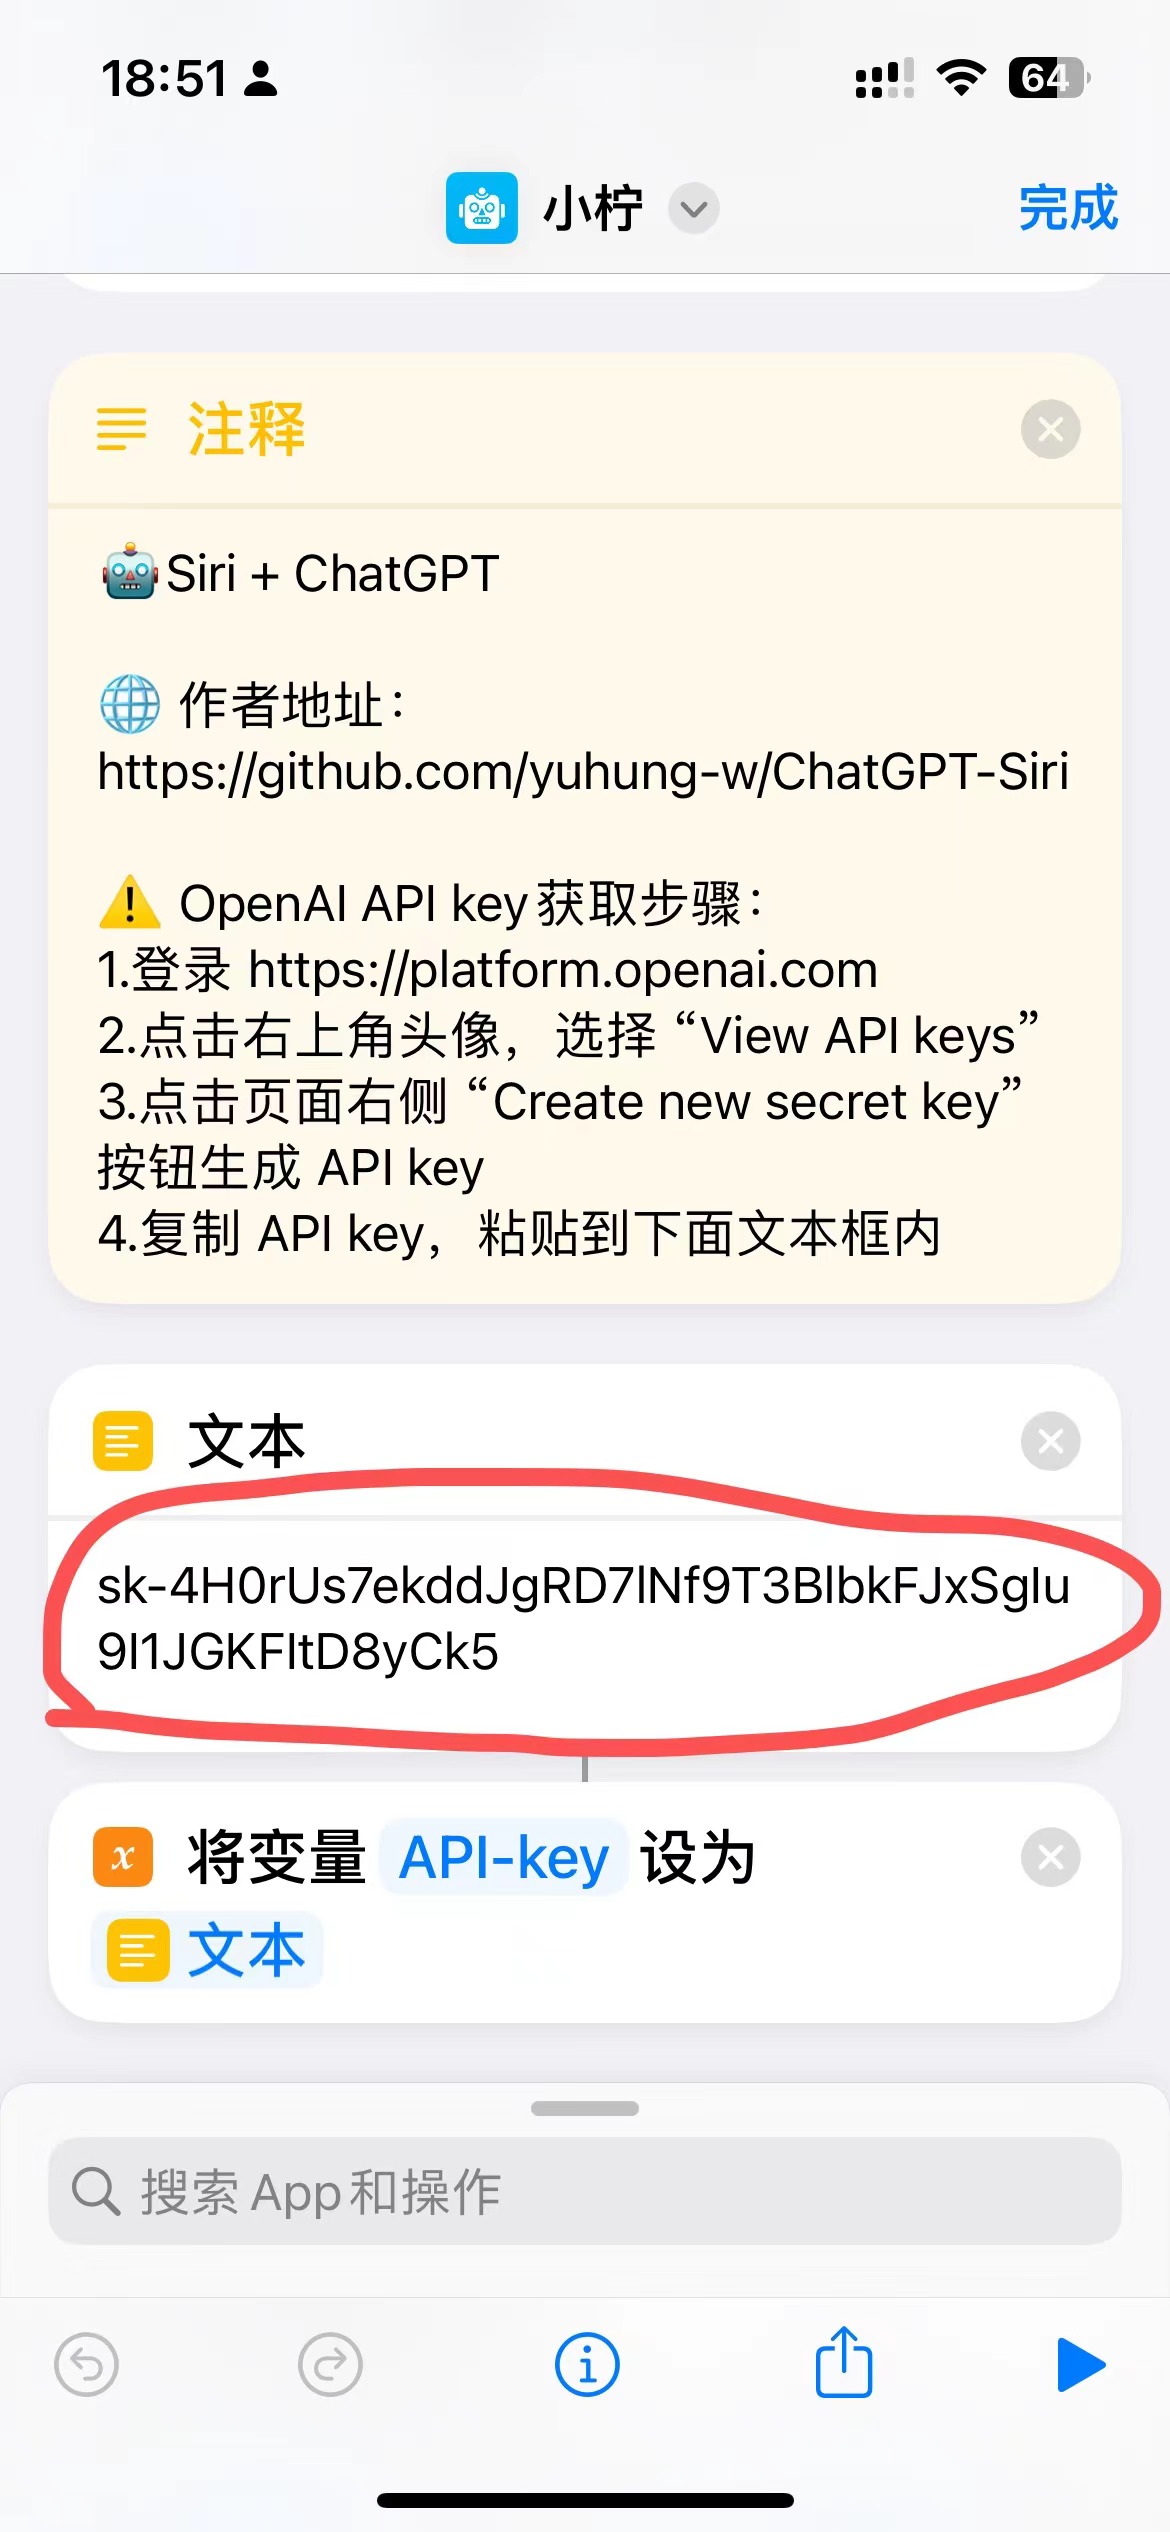 18:51
64
小柠
完成
注释
🤖Siri + ChatGPT
🌐 作者地址：
https://github.com/yuhung-w/ChatGPT-Siri
⚠️ OpenAI API key获取步骤：
1.登录 https://platform.openai.com
2.点击右上角头像，选择 “View API keys”
3.点击页面右侧 “Create new secret key”
按钮生成 API key
4.复制 API key，粘贴到下面文本框内
文本
将变量 API-key 设为
文本
搜索 App 和操作